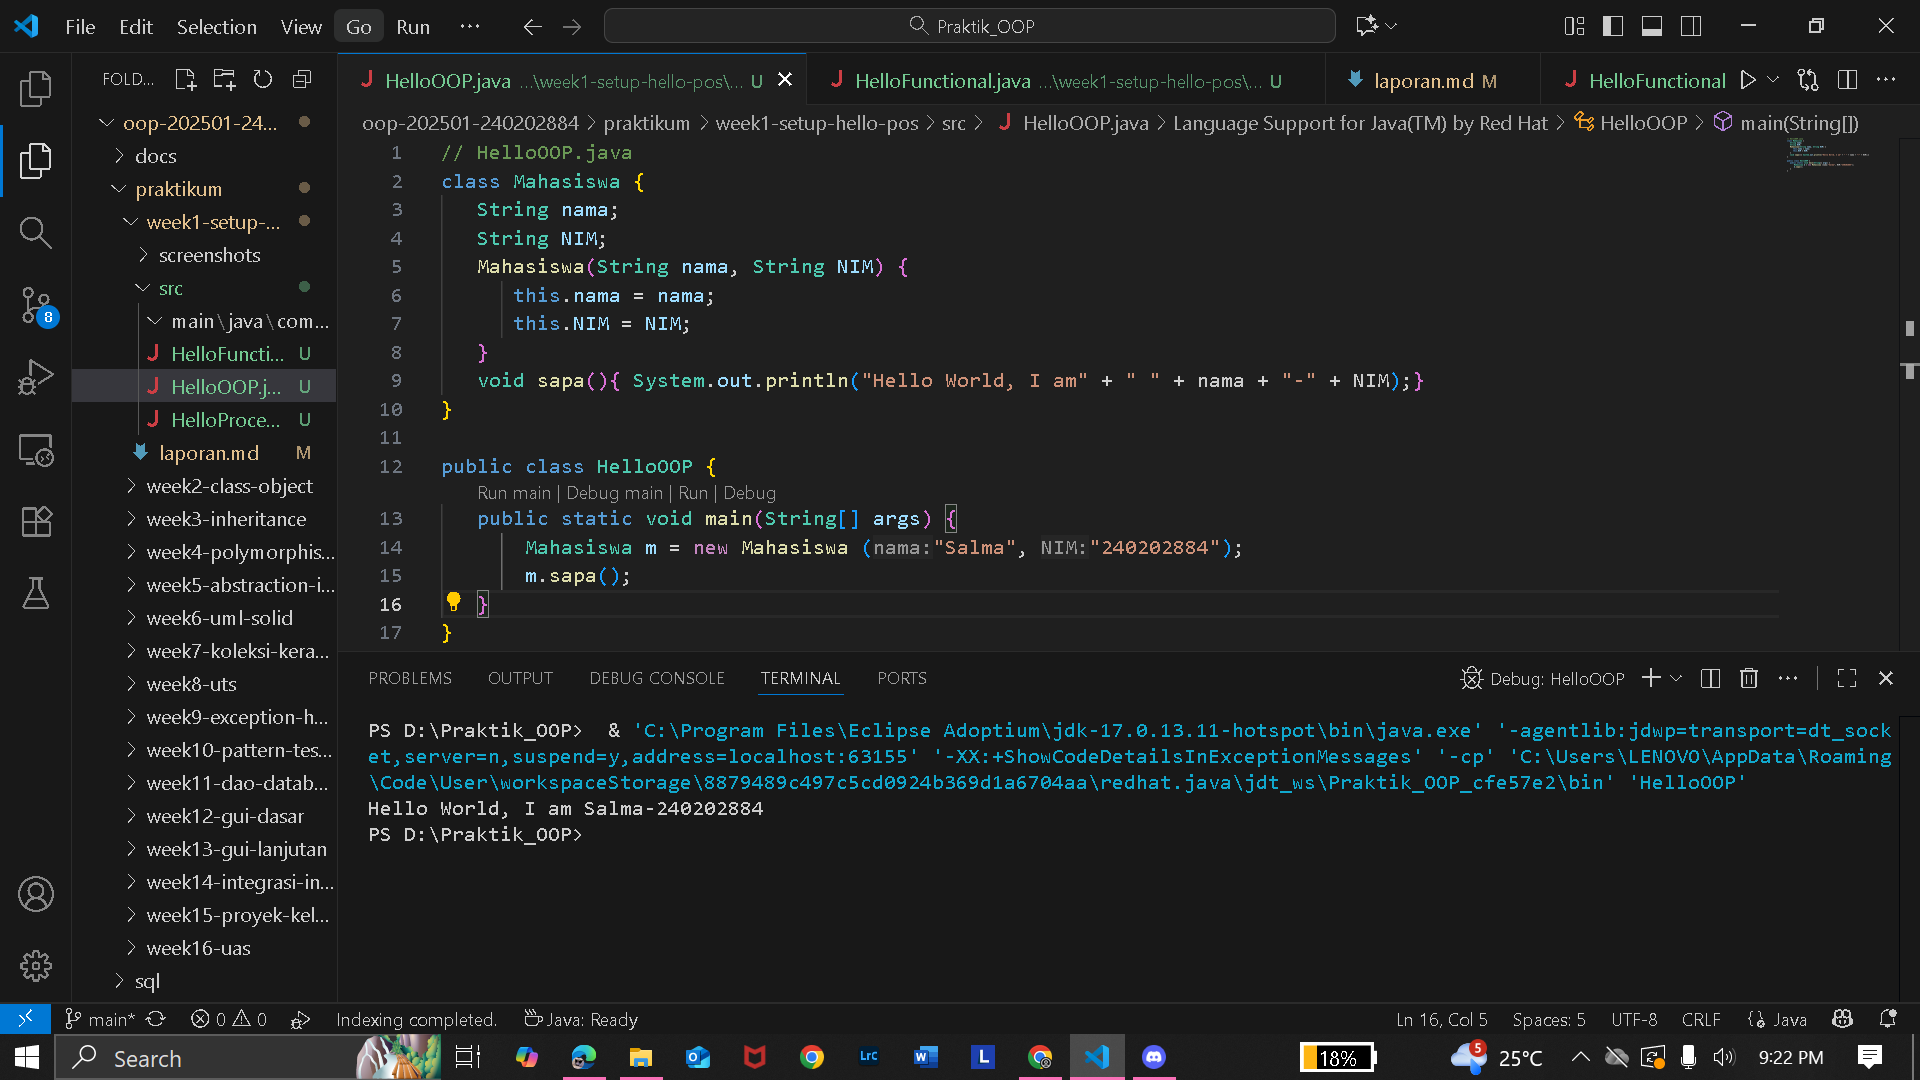 File Edit Selection View Go Run ··· Praktik_OOP
FOLD...
HelloOOP.java ...\week1-setup-hello-pos\... U
HelloFunctional.java ...\week1-setup-hello-pos\... U
laporan.md M
HelloFunctional
oop-202501-240202884 > praktikum > week1-setup-hello-pos > src > HelloOOP.java > Language Support for Java(TM) by Red Hat > HelloOOP > main(String[])
oop-202501-24...
docs
praktikum
week1-setup-...
screenshots
src
main\java\com...
HelloFuncti... U
HelloOOP.j... U
HelloProce... U
laporan.md M
week2-class-object
week3-inheritance
week4-polymorphis...
week5-abstraction-i...
week6-uml-solid
week7-koleksi-kera...
week8-uts
week9-exception-h...
week10-pattern-tes...
week11-dao-datab...
week12-gui-dasar
week13-gui-lanjutan
week14-integrasi-in...
week15-proyek-kel...
week16-uas
sql
8
1 // HelloOOP.java
2 class Mahasiswa {
3 String nama;
4 String NIM;
5 Mahasiswa(String nama, String NIM) {
6 this.nama = nama;
7 this.NIM = NIM;
8 }
9 void sapa(){ System.out.println("Hello World, I am" + " " + nama + "-" + NIM);}
10 }
11
12 public class HelloOOP {
Run main | Debug main | Run | Debug
13 public static void main(String[] args) {
14 Mahasiswa m = new Mahasiswa (nama:"Salma", NIM:"240202884");
15 m.sapa();
16 }
17 }
PROBLEMS OUTPUT DEBUG CONSOLE TERMINAL PORTS
Debug: HelloOOP
PS D:\Praktik_OOP>  & 'C:\Program Files\Eclipse Adoptium\jdk-17.0.13.11-hotspot\bin\java.exe' '-agentlib:jdwp=transport=dt_sock
et,server=n,suspend=y,address=localhost:63155' '-XX:+ShowCodeDetailsInExceptionMessages' '-cp' 'C:\Users\LENOVO\AppData\Roaming
\Code\User\workspaceStorage\8879489c497c5cd0924b369d1a6704aa\redhat.java\jdt_ws\Praktik_OOP_cfe57e2\bin' 'HelloOOP'
Hello World, I am Salma-240202884
PS D:\Praktik_OOP>
main* 0 0 Indexing completed. Java: Ready
Ln 16, Col 5 Spaces: 5 UTF-8 CRLF Java
Search
Lrc
L
18%
5
25°C
9:22 PM